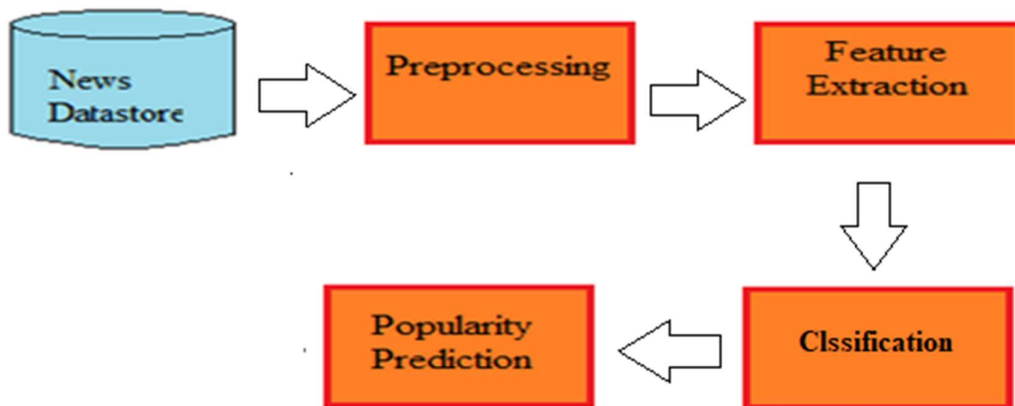 News
Datastore
Preprocessing
Feature
Extraction
Clssification
Popularity
Prediction